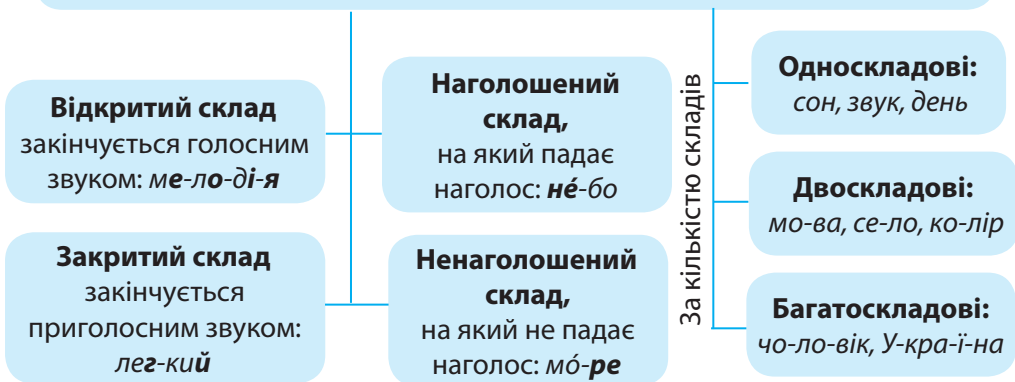 Відкритий склад
закінчується голосним
звуком: ме-ло-ді-я
Закритий склад
закінчується
приголосним звуком:
лег-кий
Наголошений
склад,
на який падає
наголос: не́-бо
Ненаголошений
склад,
на який не падає
наголос: мо́-ре
За кількістю складів
Односкладові:
сон, звук, день
Двоскладові:
мо-ва, се-ло, ко-лір
Багатоскладові:
чо-ло-вік, У-кра-ї-на